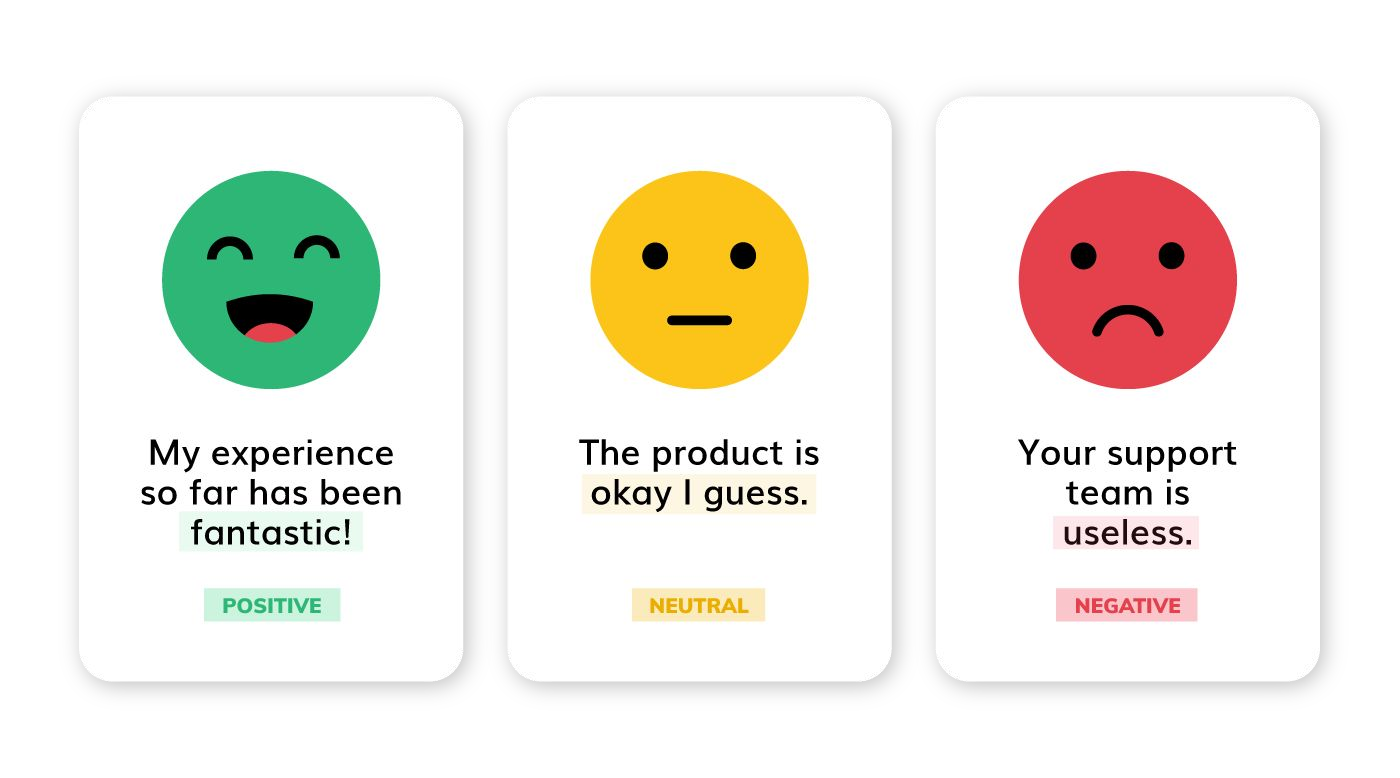 My experience
so far has been
fantastic!
POSITIVE
The product is
okay I guess.
NEUTRAL
Your support
team is
useless.
NEGATIVE